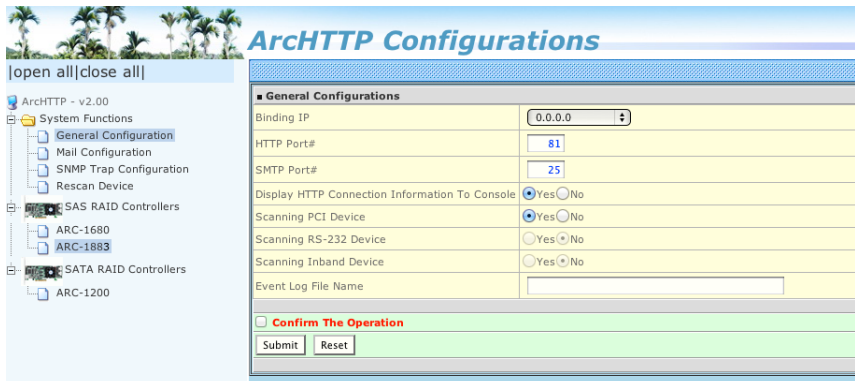 ArcHTTP Configurations
|open all|close all|
ArcHTTP - v2.00
System Functions
General Configuration
Mail Configuration
SNMP Trap Configuration
Rescan Device
SAS RAID Controllers
ARC-1680
ARC-1883
SATA RAID Controllers
ARC-1200
General Configurations
Binding IP 0.0.0.0
HTTP Port# 81
SMTP Port# 25
Display HTTP Connection Information To Console Yes No
Scanning PCI Device Yes No
Scanning RS-232 Device Yes No
Scanning Inband Device Yes No
Event Log File Name
Confirm The Operation
Submit Reset